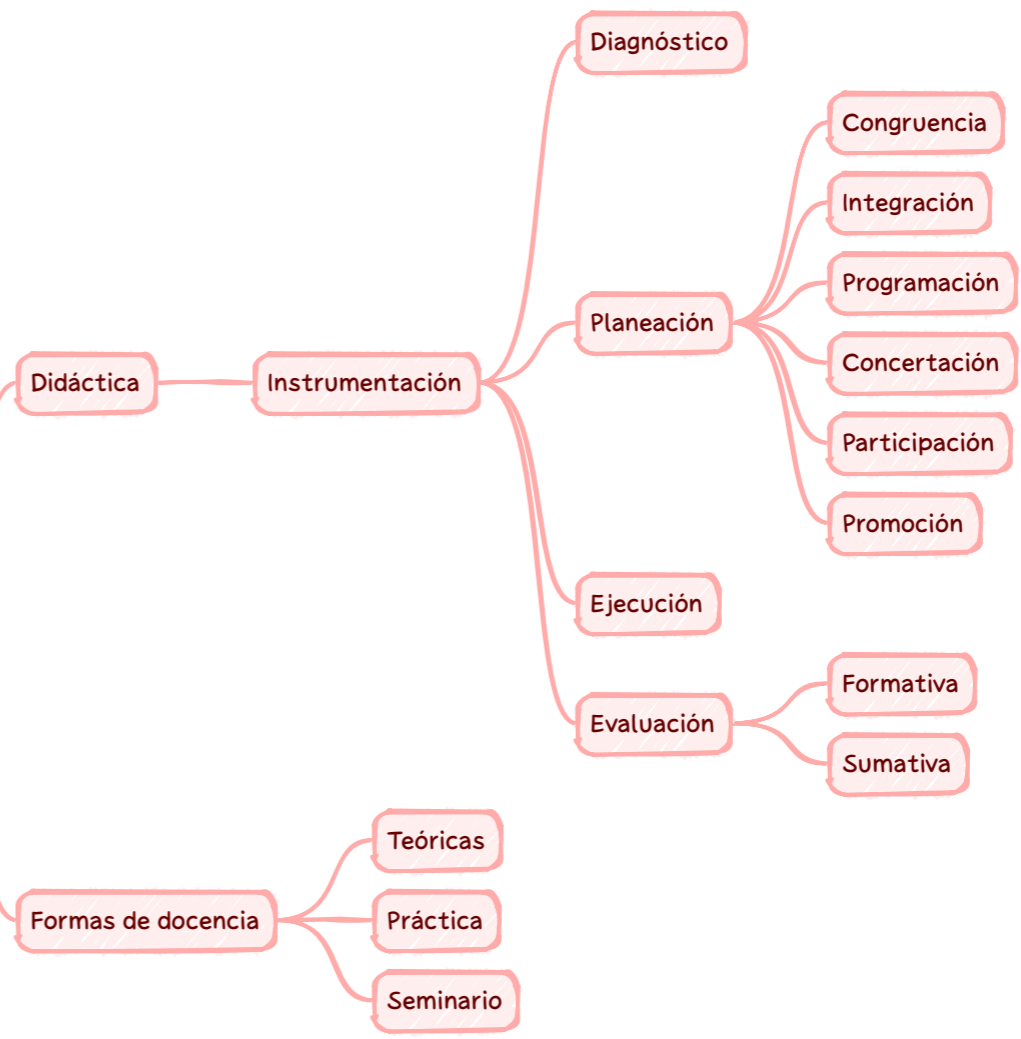 Didáctica
Instrumentación
Diagnóstico
Planeación
Congruencia
Integración
Programación
Concertación
Participación
Promoción
Ejecución
Evaluación
Formativa
Sumativa
Formas de docencia
Teóricas
Práctica
Seminario